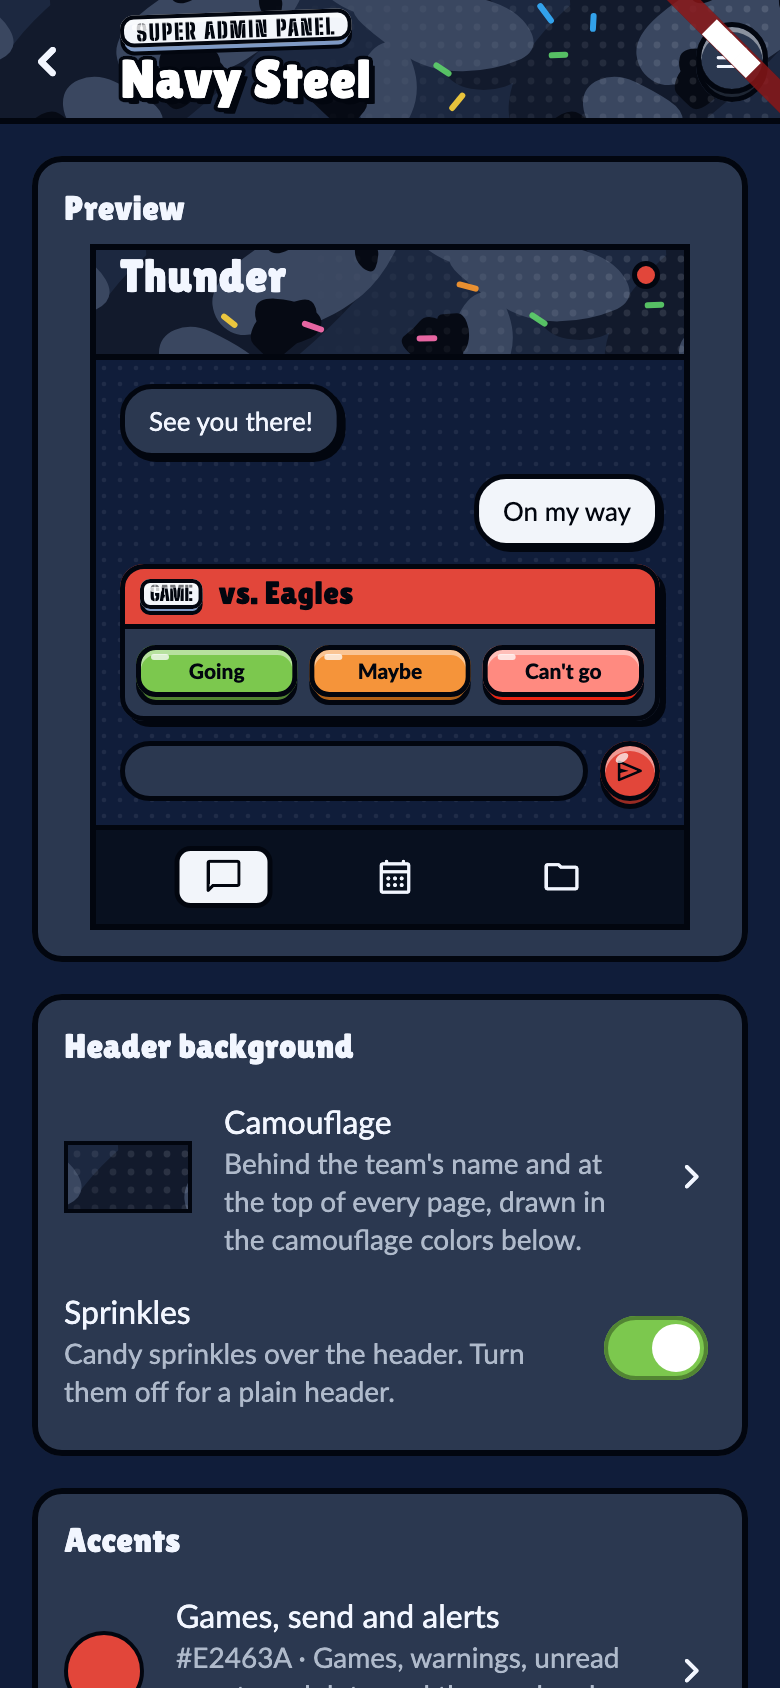 SUPER ADMIN PANEL
Navy Steel
Preview
Thunder
See you there!
On my way
GAME vs. Eagles
Going Maybe Can't go
Header background
Camouflage
Behind the team's name and at
the top of every page, drawn in
the camouflage colors below.
Sprinkles
Candy sprinkles over the header. Turn
them off for a plain header.
Accents
Games, send and alerts
#E2463A · Games, warnings, unread